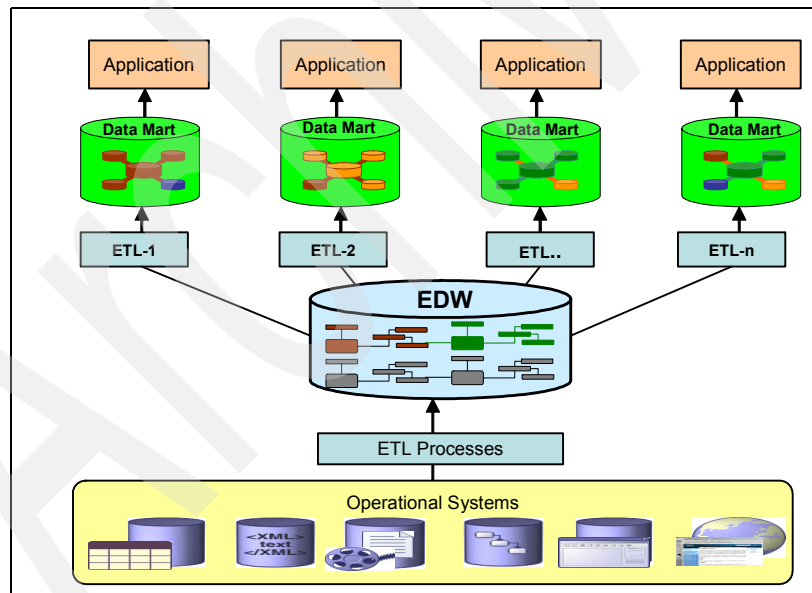 Application Application Application Application
Data Mart Data Mart Data Mart Data Mart
ETL-1 ETL-2 ETL.. ETL-n
EDW
ETL Processes
Operational Systems
<XML>
text
</XML>